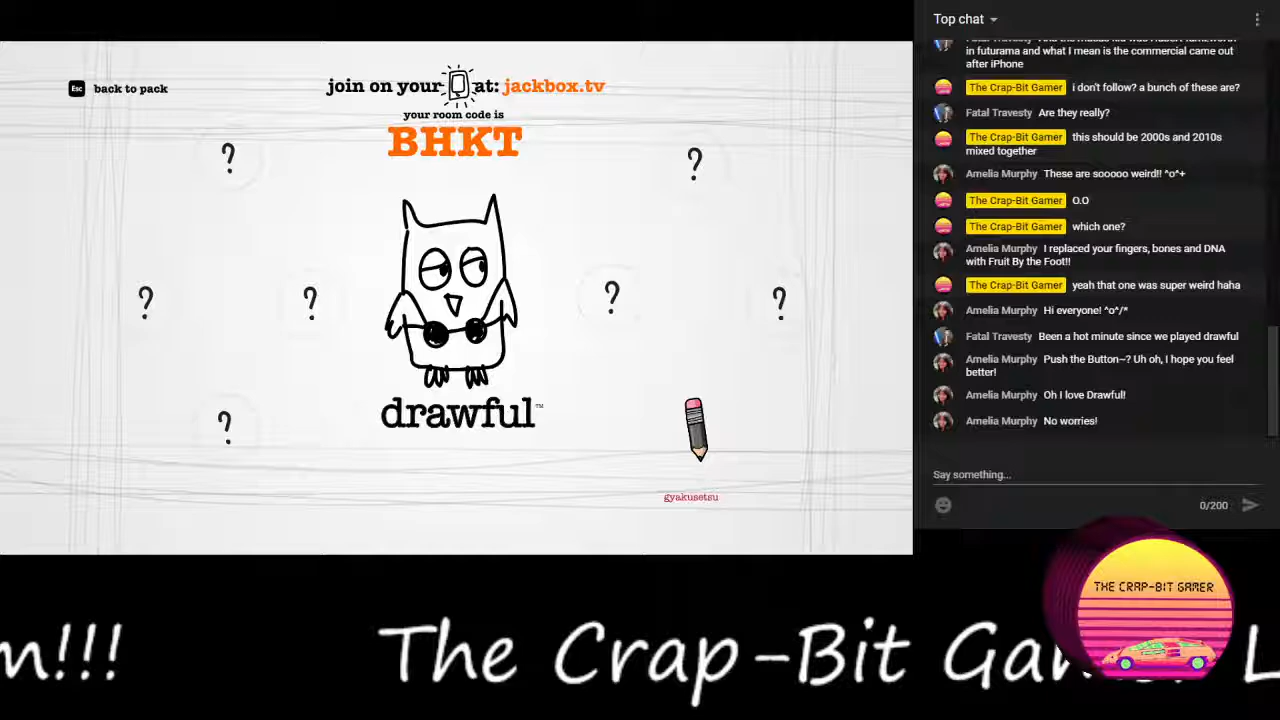 Esc back to pack
join on your at: jackbox.tv
your room code is
BHKT
?
?
?
?
?
?
?
drawful™
gyakusetsu
Top chat
in futurama and what I mean is the commercial came out
after iPhone
The Crap-Bit Gamer i don't follow? a bunch of these are?
Fatal Travesty Are they really?
The Crap-Bit Gamer this should be 2000s and 2010s
mixed together
Amelia Murphy These are sooooo weird!! ^o^+
The Crap-Bit Gamer O.O
The Crap-Bit Gamer which one?
Amelia Murphy I replaced your fingers, bones and DNA
with Fruit By the Foot!!
The Crap-Bit Gamer yeah that one was super weird haha
Amelia Murphy Hi everyone! ^o^/*
Fatal Travesty Been a hot minute since we played drawful
Amelia Murphy Push the Button~? Uh oh, I hope you feel
better!
Amelia Murphy Oh I love Drawful!
Amelia Murphy No worries!
Say something...
0/200
THE CRAP-BIT GAMER
m!!! The Crap-Bit Gamer L